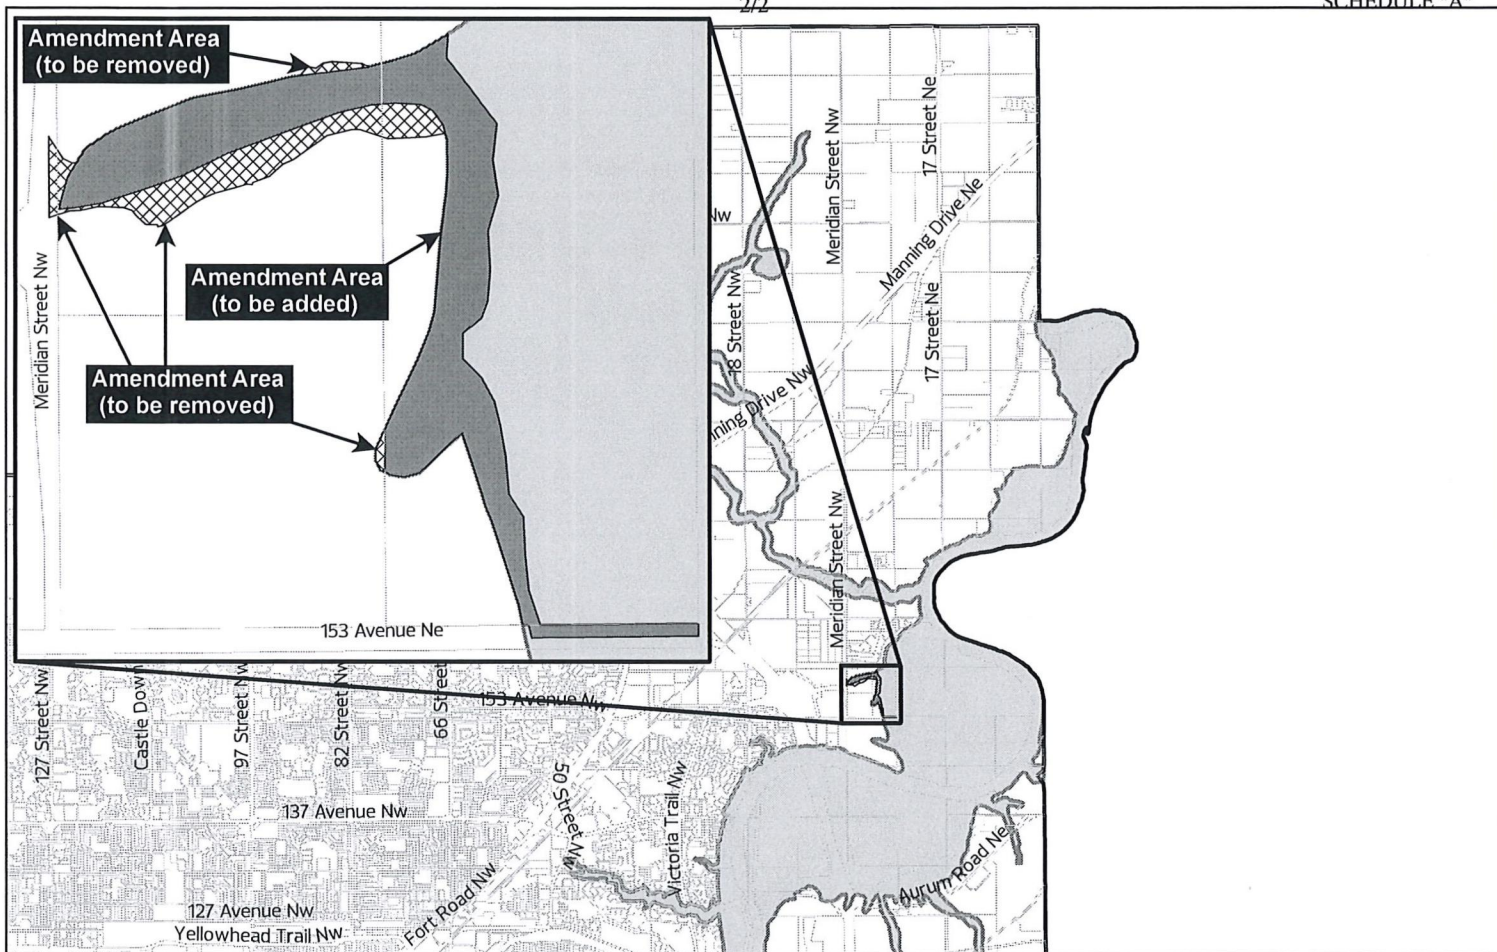 2/2
SCHEDULE "A"
Amendment Area
(to be removed)
Amendment Area
(to be added)
Amendment Area
(to be removed)
Meridian Street Nw
153 Avenue Ne
Nw
Meridian Street Nw
17 Street Ne
Manning Drive Ne
18 Street Nw
17 Street Ne
nning Drive Nw
Meridian Street Nw
127 Street Nw
Castle Dow
97 Street Nw
82 Street Nw
66 Street
153 Avenue Nw
50 Street Nw
Victoria Trail Nw
137 Avenue Nw
Fort Road Nw
127 Avenue Nw
Yellowhead Trail Nw
Aurum Road Ne